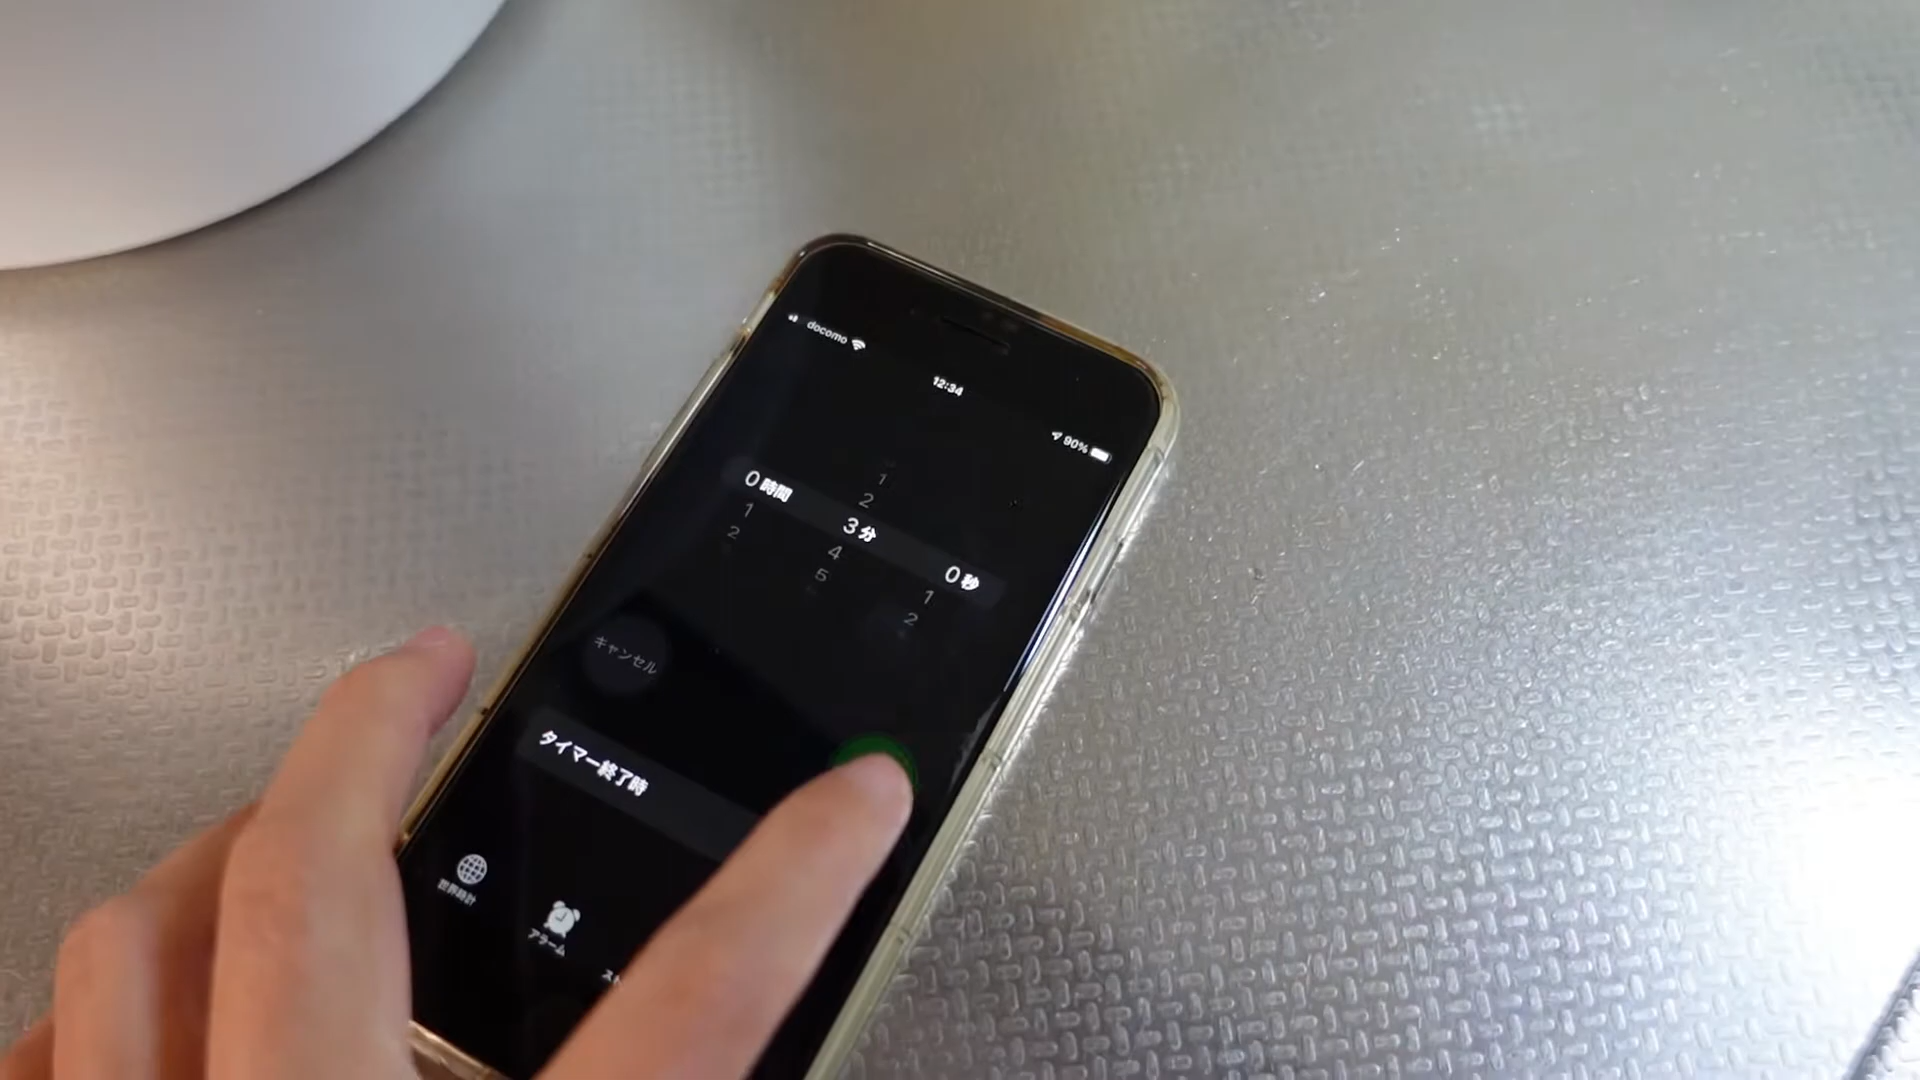 docomo
12:34
90%
1
2
0 時間 3 分 0 秒
1 4 1
2 5 2
キャンセル
タイマー終了時
世界時計
アラーム
スト